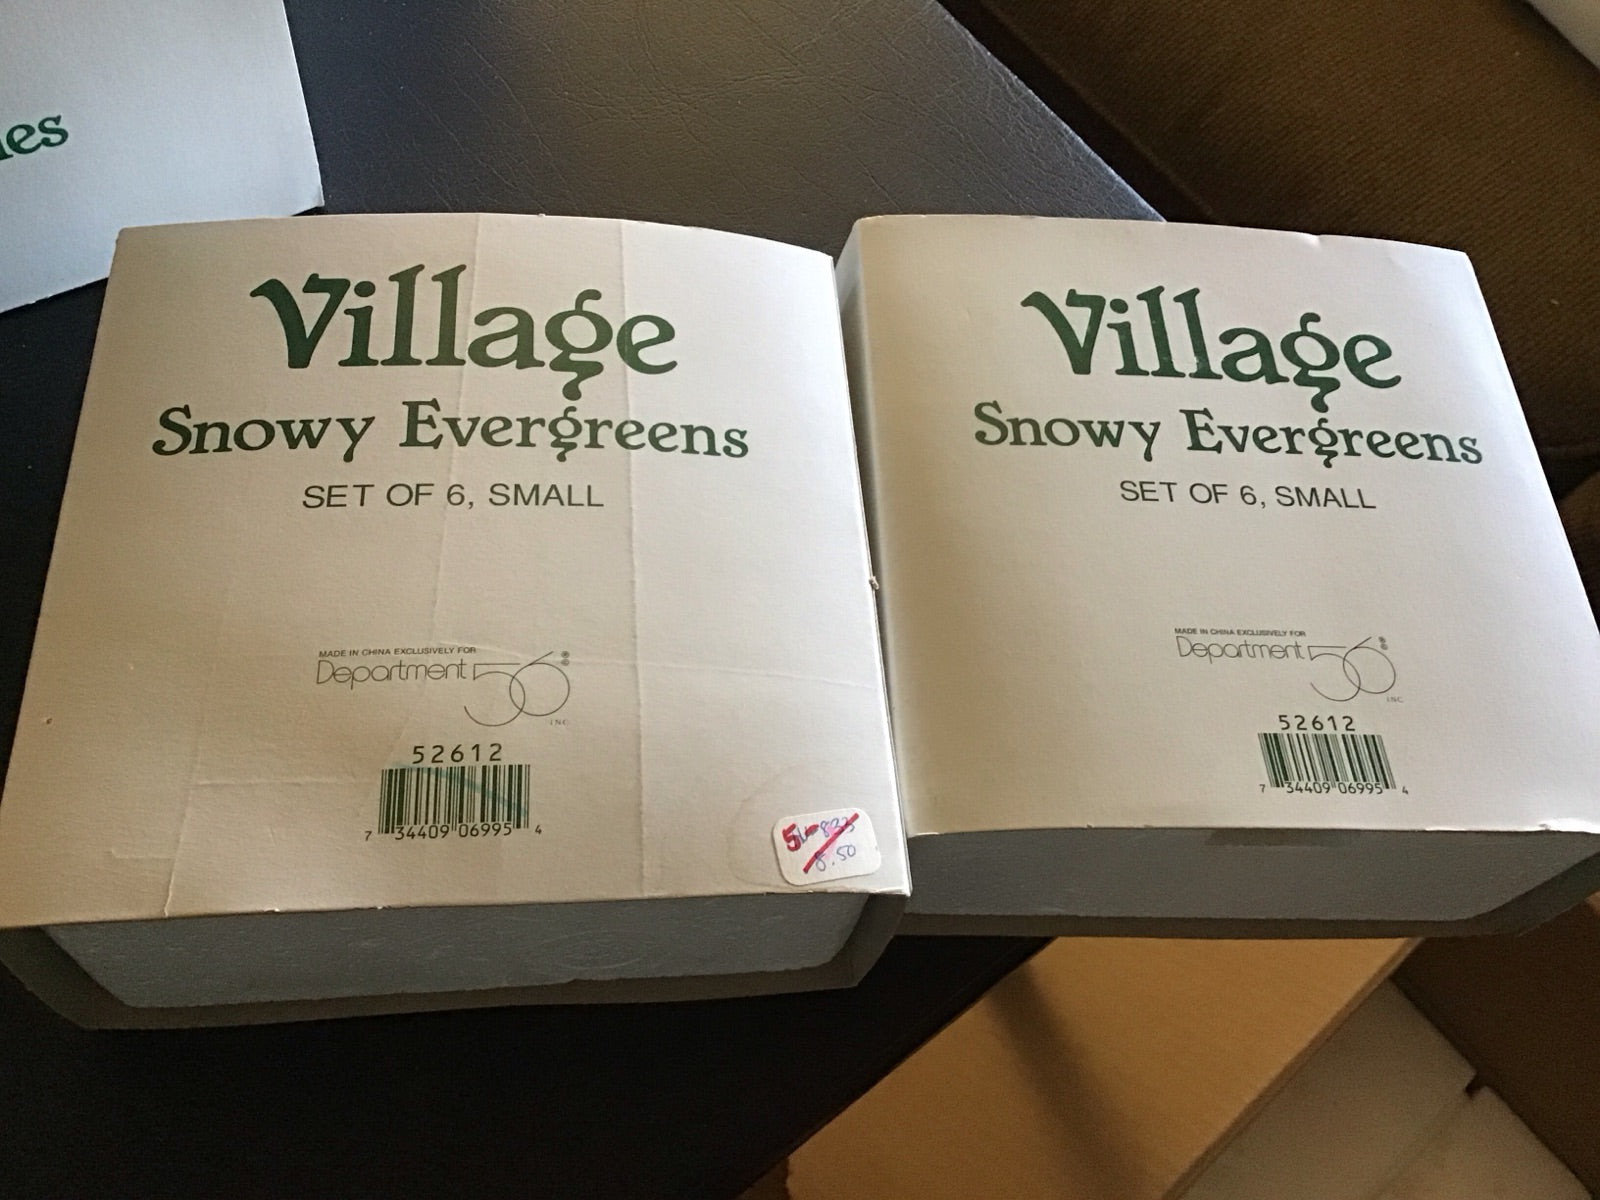 Village
Snowy Evergreens
SET OF 6, SMALL
MADE IN CHINA EXCLUSIVELY FOR
Department 56®
INC
52612
7 34409 06995 4
8.50
Village
Snowy Evergreens
SET OF 6, SMALL
MADE IN CHINA EXCLUSIVELY FOR
Department 56®
INC
52612
7 34409 06995 4